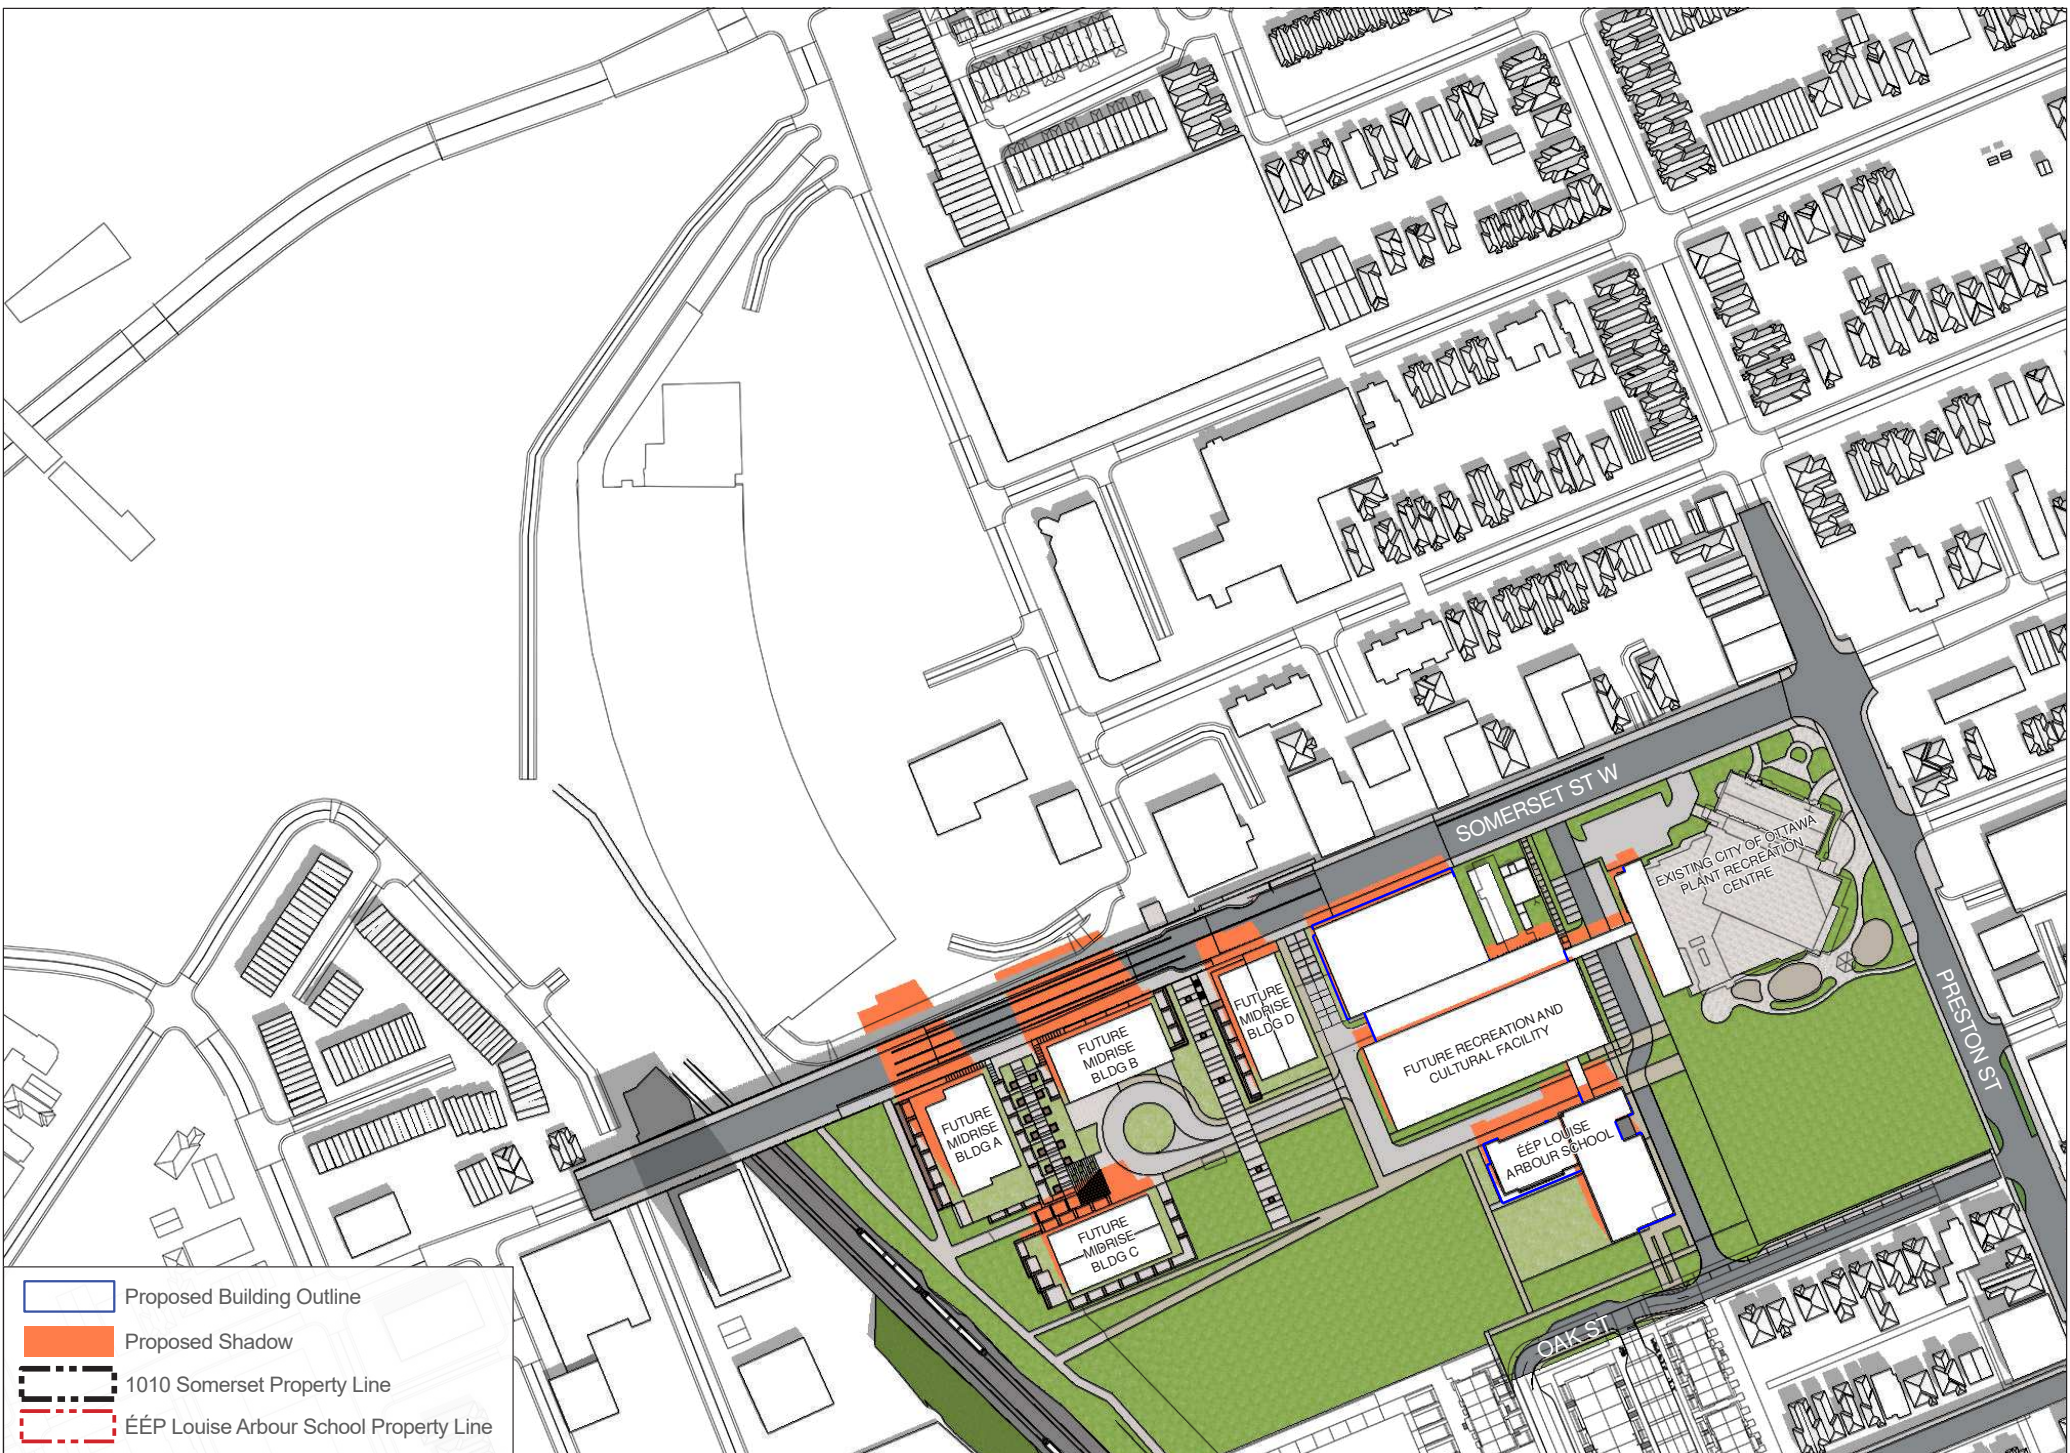 SOMERSET ST W
EXISTING CITY OF OTTAWA
PLANT RECREATION
CENTRE
PRESTON ST
FUTURE
MIDRISE
BLDG D
FUTURE RECREATION AND
CULTURAL FACILITY
FUTURE
MIDRISE
BLDG B
FUTURE
MIDRISE
BLDG A
ÉÉP LOUISE
ARBOUR SCHOOL
FUTURE
MIDRISE
BLDG C
OAK ST
Proposed Building Outline
Proposed Shadow
1010 Somerset Property Line
ÉÉP Louise Arbour School Property Line